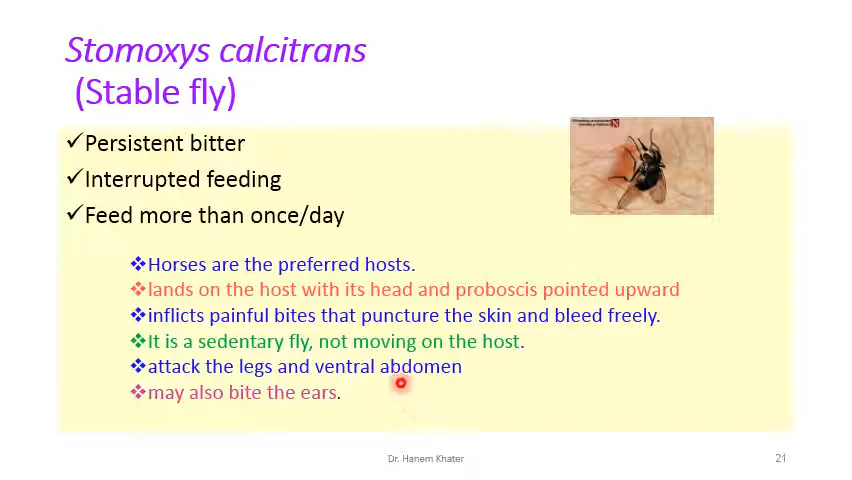 Stomoxys calcitrans
(Stable fly)
✓Persistent bitter
✓Interrupted feeding
✓Feed more than once/day
❖Horses are the preferred hosts.
❖lands on the host with its head and proboscis pointed upward
❖inflicts painful bites that puncture the skin and bleed freely.
❖It is a sedentary fly, not moving on the host.
❖attack the legs and ventral abdomen
❖may also bite the ears.
Dr. Hanem Khater
21